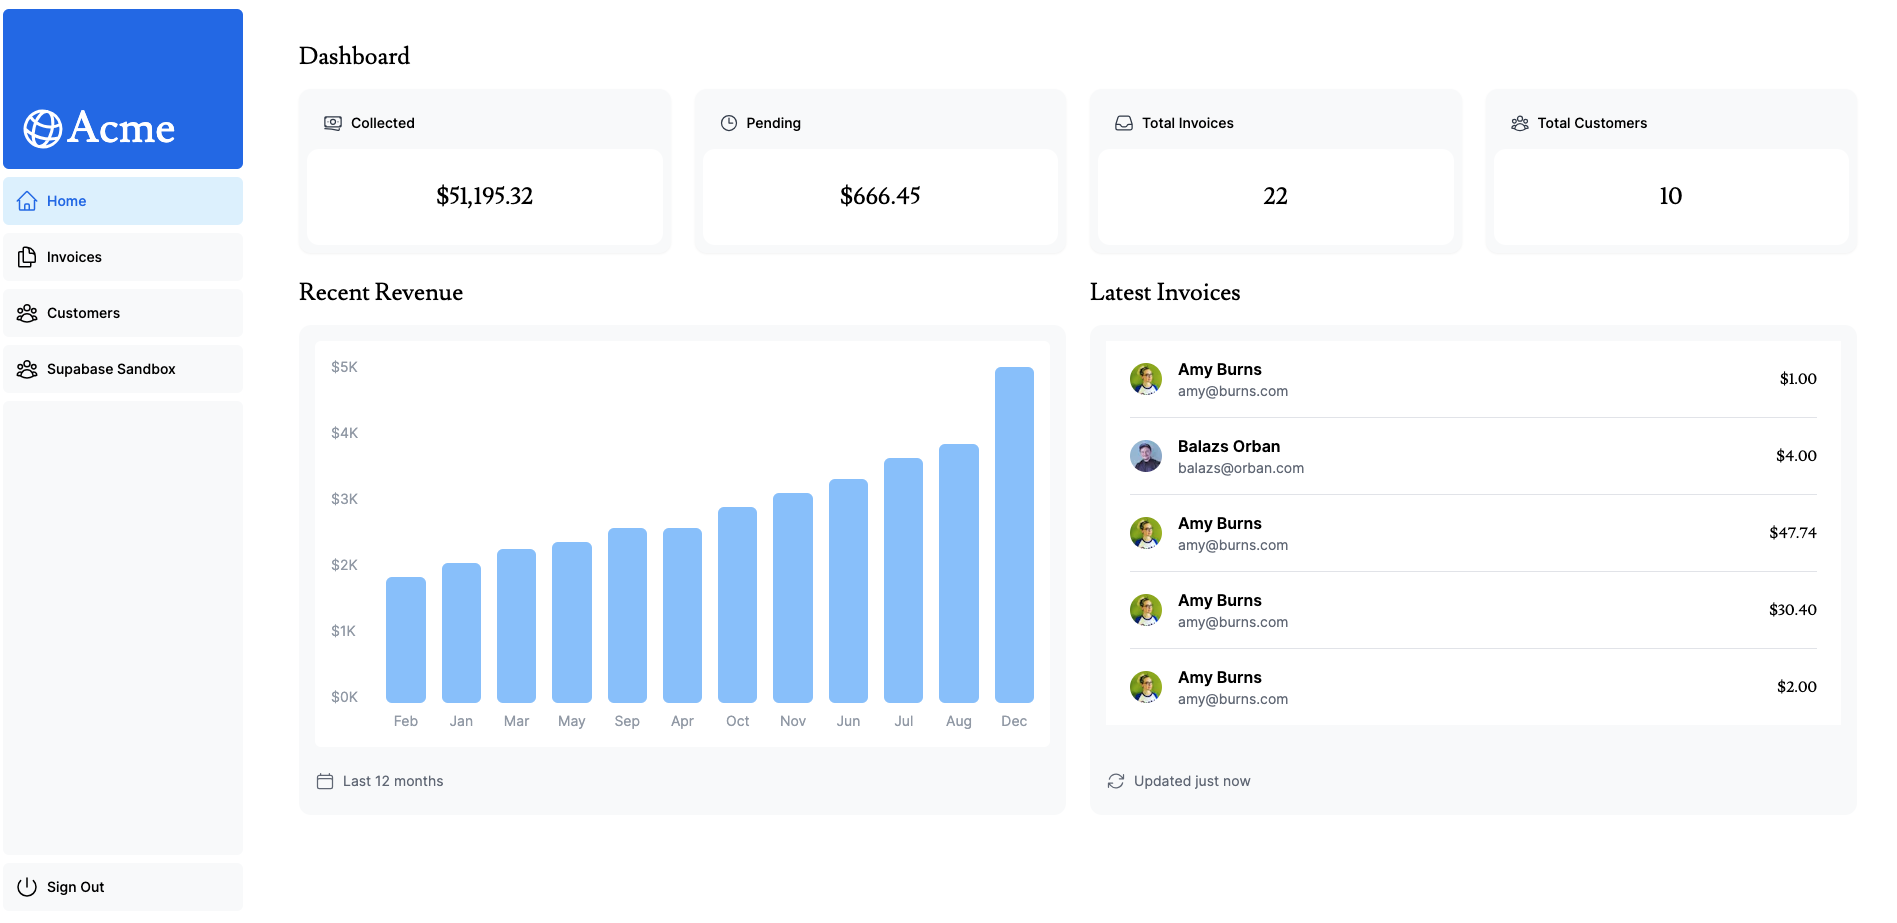 Acme
Home
Invoices
Customers
Supabase Sandbox
Sign Out
Dashboard
Collected
$51,195.32
Pending
$666.45
Total Invoices
22
Total Customers
10
Recent Revenue
$5K
$4K
$3K
$2K
$1K
$0K
Feb Jan Mar May Sep Apr Oct Nov Jun Jul Aug Dec
Last 12 months
Latest Invoices
Amy Burns
amy@burns.com
$1.00
Balazs Orban
balazs@orban.com
$4.00
Amy Burns
amy@burns.com
$47.74
Amy Burns
amy@burns.com
$30.40
Amy Burns
amy@burns.com
$2.00
Updated just now